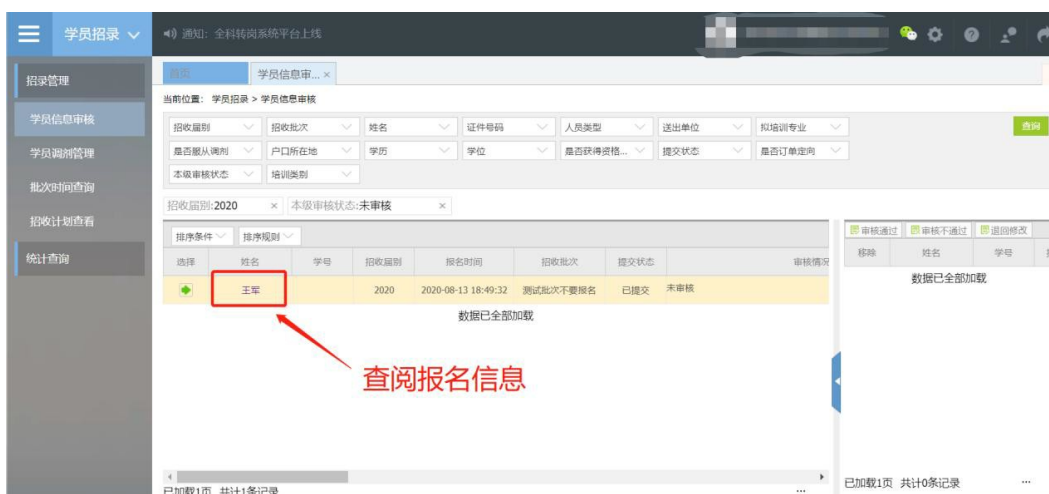 学员招录
通知：全科转岗系统平台上线
招录管理
学员信息审核
学员调剂管理
批次时间查询
招收计划查看
统计查询
首页 学员信息审... ×
当前位置： 学员招录 > 学员信息审核
招收届别 招收批次 姓名 证件号码 人员类型 送出单位 拟培训专业 查询
是否服从调剂 户口所在地 学历 学位 是否获得资格... 提交状态 是否订单定向
本级审核状态 培训类别
招收届别:2020 × 本级审核状态:未审核 ×
排序条件 排序规则
选择 姓名 学号 招收届别 报名时间 招收批次 提交状态 审核情况
王军 2020 2020-08-13 18:49:32 测试批次不要报名 已提交 未审核
数据已全部加载
查阅报名信息
已加载1页 共计1条记录 ...
审核通过 审核不通过 退回修改
移除 姓名 学号
数据已全部加载
已加载1页 共计0条记录 ...